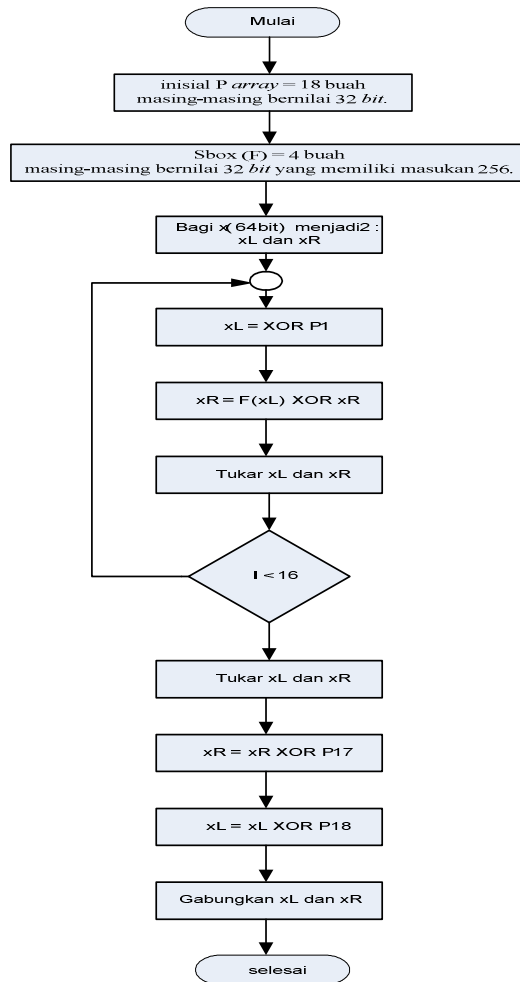 Mulai
inisial P array = 18 buah
masing-masing bernilai 32 bit.
Sbox (F) = 4 buah
masing-masing bernilai 32 bit yang memiliki masukan 256.
Bagi x(64bit) menjadi2 :
xL dan xR
xL = XOR P1
xR = F(xL) XOR xR
Tukar xL dan xR
I < 16
Tukar xL dan xR
xR = xR XOR P17
xL = xL XOR P18
Gabungkan xL dan xR
selesai